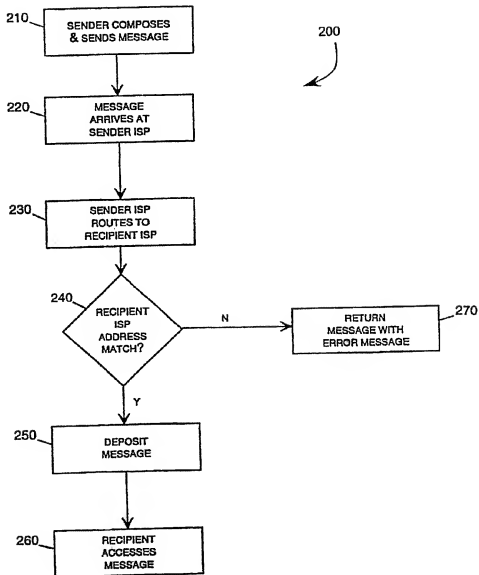 210
SENDER COMPOSES
& SENDS MESSAGE
200
220
MESSAGE
ARRIVES AT
SENDER ISP
230
SENDER ISP
ROUTES TO
RECIPIENT ISP
240
RECIPIENT
ISP
ADDRESS
MATCH?
N
RETURN
MESSAGE WITH
ERROR MESSAGE
270
Y
250
DEPOSIT
MESSAGE
260
RECIPIENT
ACCESSES
MESSAGE